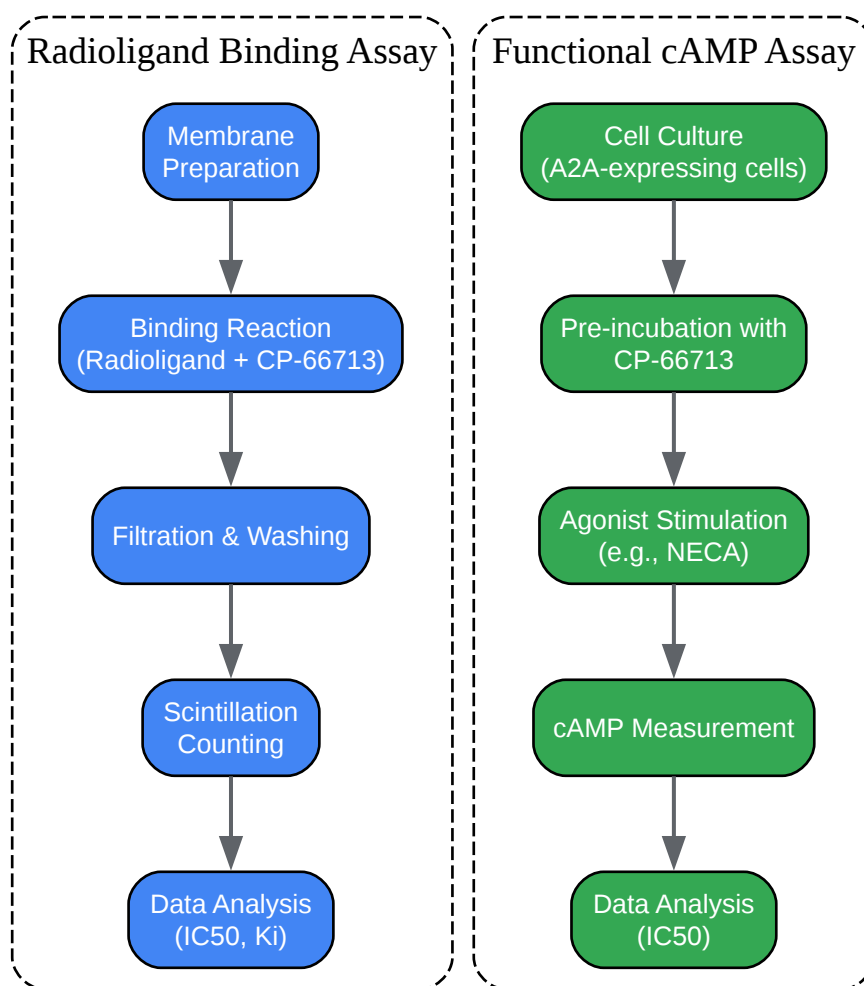 Radioligand Binding Assay
Membrane
Preparation
Binding Reaction
(Radioligand + CP-66713)
Filtration & Washing
Scintillation
Counting
Data Analysis
(IC50, Ki)
Functional cAMP Assay
Cell Culture
(A2A-expressing cells)
Pre-incubation with
CP-66713
Agonist Stimulation
(e.g., NECA)
cAMP Measurement
Data Analysis
(IC50)